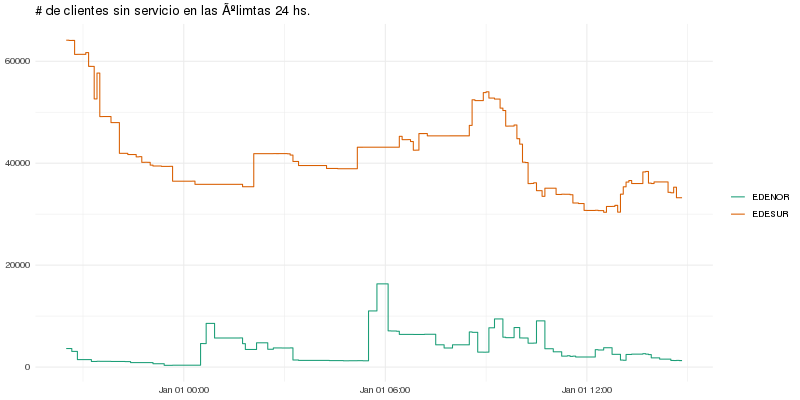 # de clientes sin servicio en las Ãºlimtas 24 hs.
60000
40000
20000
0
Jan 01 00:00
Jan 01 06:00
Jan 01 12:00
EDENOR
EDESUR